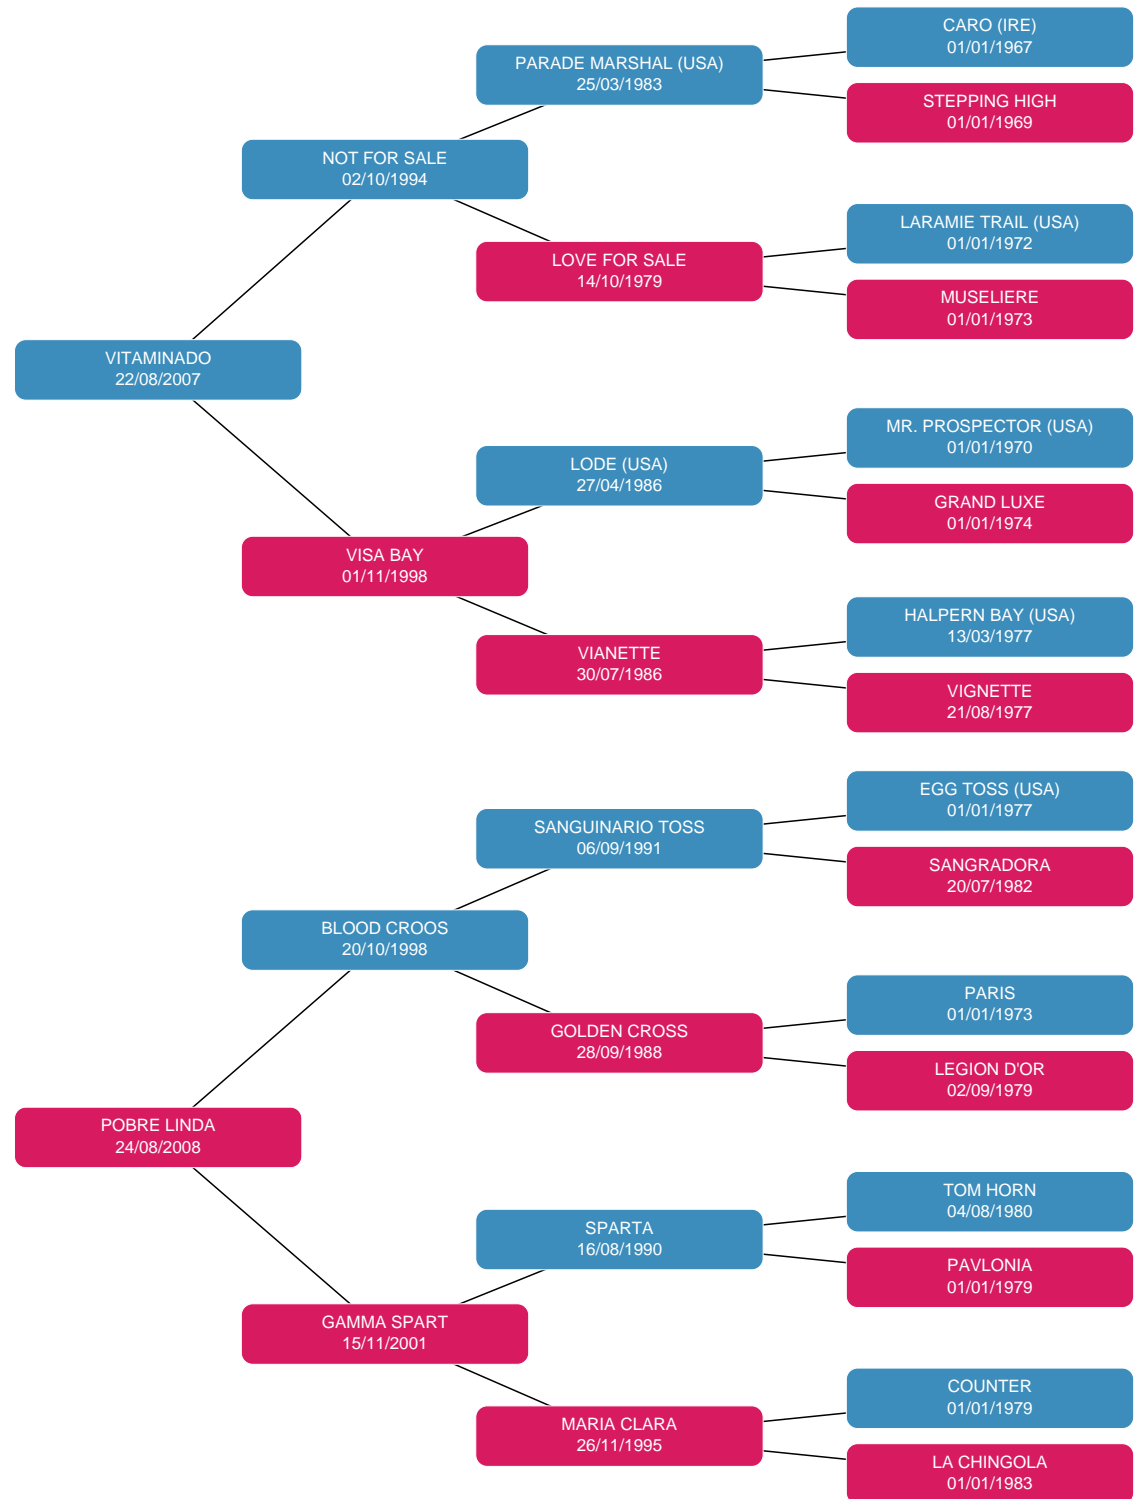 CARO (IRE)
01/01/1967
PARADE MARSHAL (USA)
25/03/1983
STEPPING HIGH
01/01/1969
NOT FOR SALE
02/10/1994
LARAMIE TRAIL (USA)
01/01/1972
LOVE FOR SALE
14/10/1979
MUSELIERE
01/01/1973
VITAMINADO
22/08/2007
MR. PROSPECTOR (USA)
01/01/1970
LODE (USA)
27/04/1986
GRAND LUXE
01/01/1974
VISA BAY
01/11/1998
HALPERN BAY (USA)
13/03/1977
VIANETTE
30/07/1986
VIGNETTE
21/08/1977
EGG TOSS (USA)
01/01/1977
SANGUINARIO TOSS
06/09/1991
SANGRADORA
20/07/1982
BLOOD CROOS
20/10/1998
PARIS
01/01/1973
GOLDEN CROSS
28/09/1988
LEGION D'OR
02/09/1979
POBRE LINDA
24/08/2008
TOM HORN
04/08/1980
SPARTA
16/08/1990
PAVLONIA
01/01/1979
GAMMA SPART
15/11/2001
COUNTER
01/01/1979
MARIA CLARA
26/11/1995
LA CHINGOLA
01/01/1983